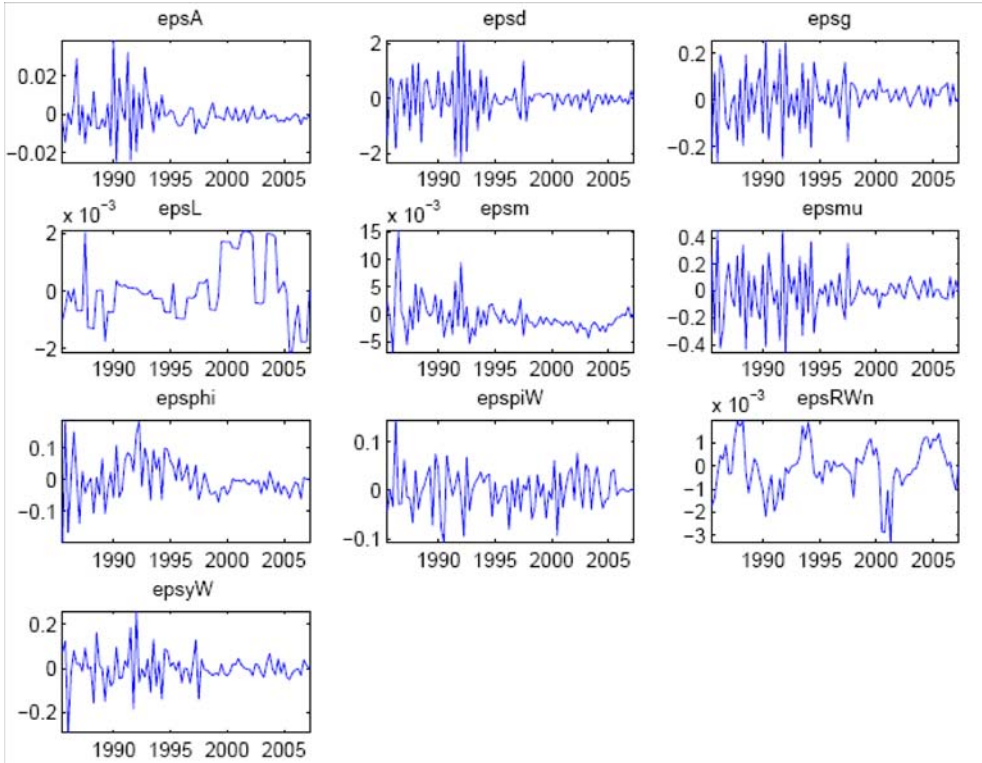 epsA epsd epsg
0.02 2 0.2
0 0 0
−0.02 −2 −0.2
1990 1995 2000 2005 1990 1995 2000 2005 1990 1995 2000 2005
x 10⁻³ epsL x 10⁻³ epsm epsmu
2 15 0.4
10 0.2
0 5 0
0 −0.2
−2 −5 −0.4
1990 1995 2000 2005 1990 1995 2000 2005 1990 1995 2000 2005
epsphi epspiW x 10⁻³ epsRWn
0.1 0.1 1
0 0 0
−1
−0.1 −2
−0.1 −3
1990 1995 2000 2005 1990 1995 2000 2005 1990 1995 2000 2005
epsyW
0.2
0
−0.2
1990 1995 2000 2005